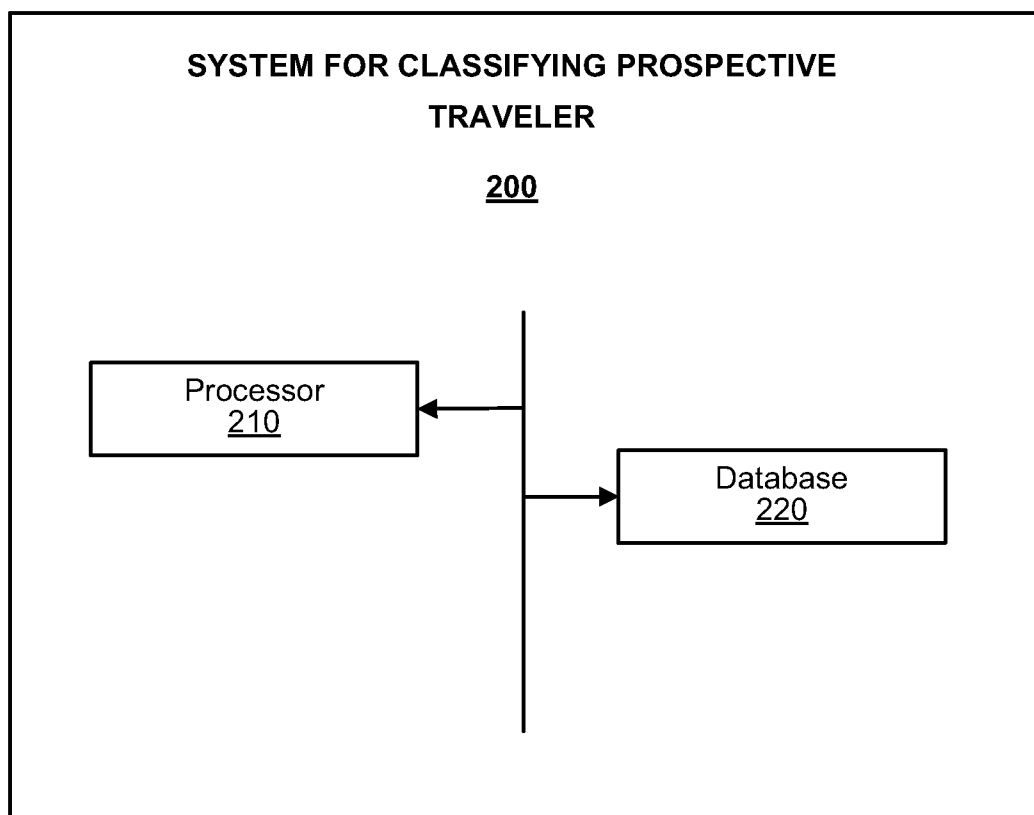 SYSTEM FOR CLASSIFYING PROSPECTIVE
TRAVELER
200
Processor
210
Database
220